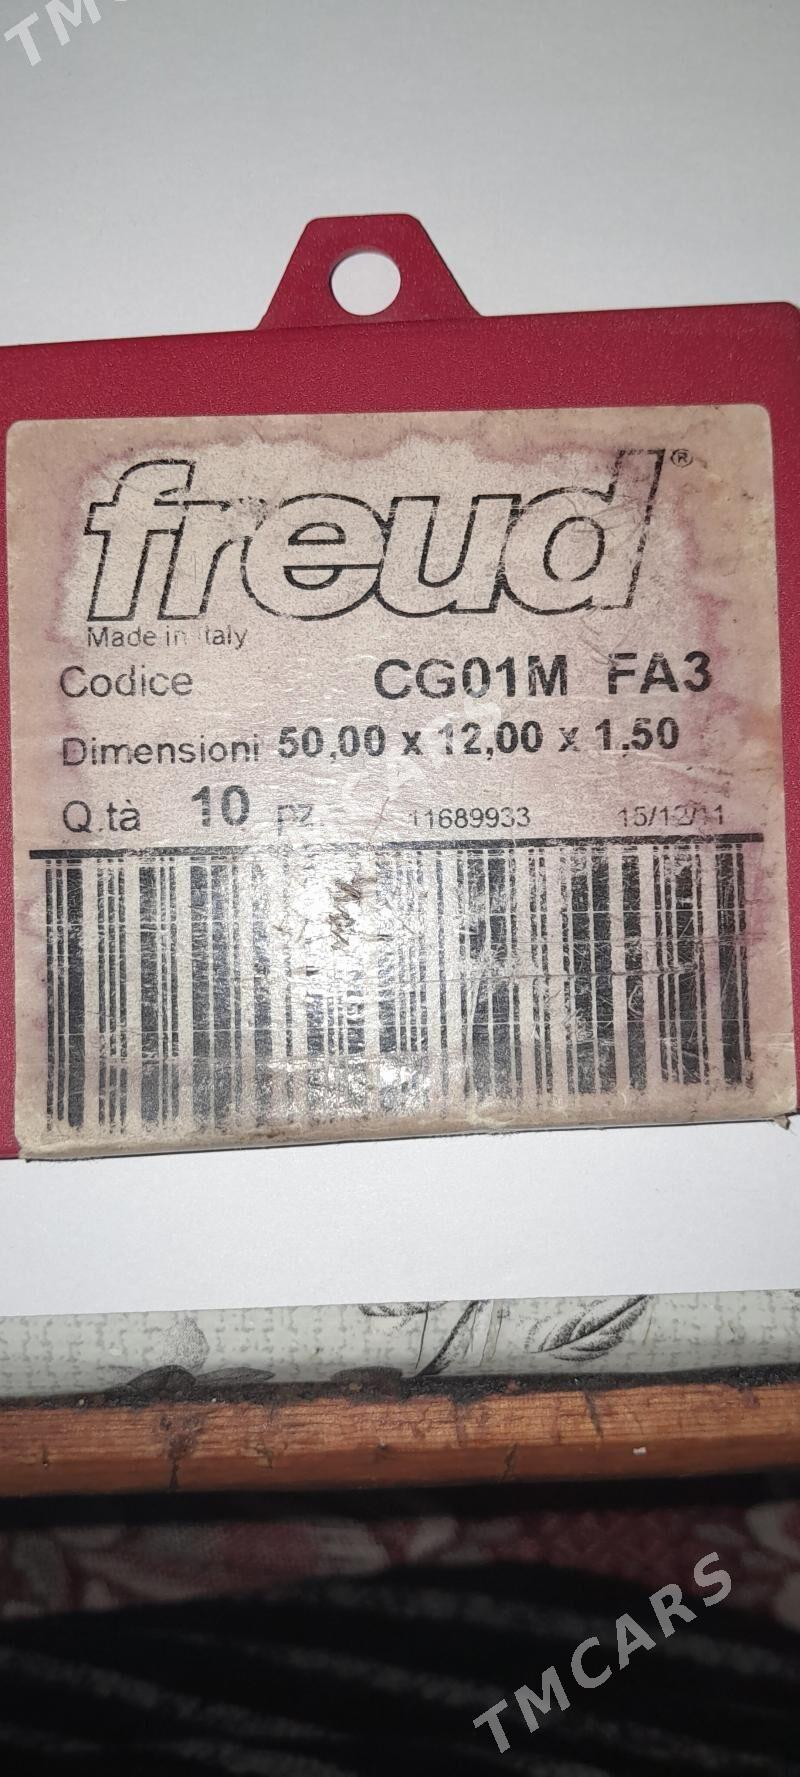 freud®
Made in Italy
Codice CG01M FA3
Dimensioni 50,00 x 12,00 x 1.50
Q.tà 10 pz. 11689933 15/12/11
TMCARS